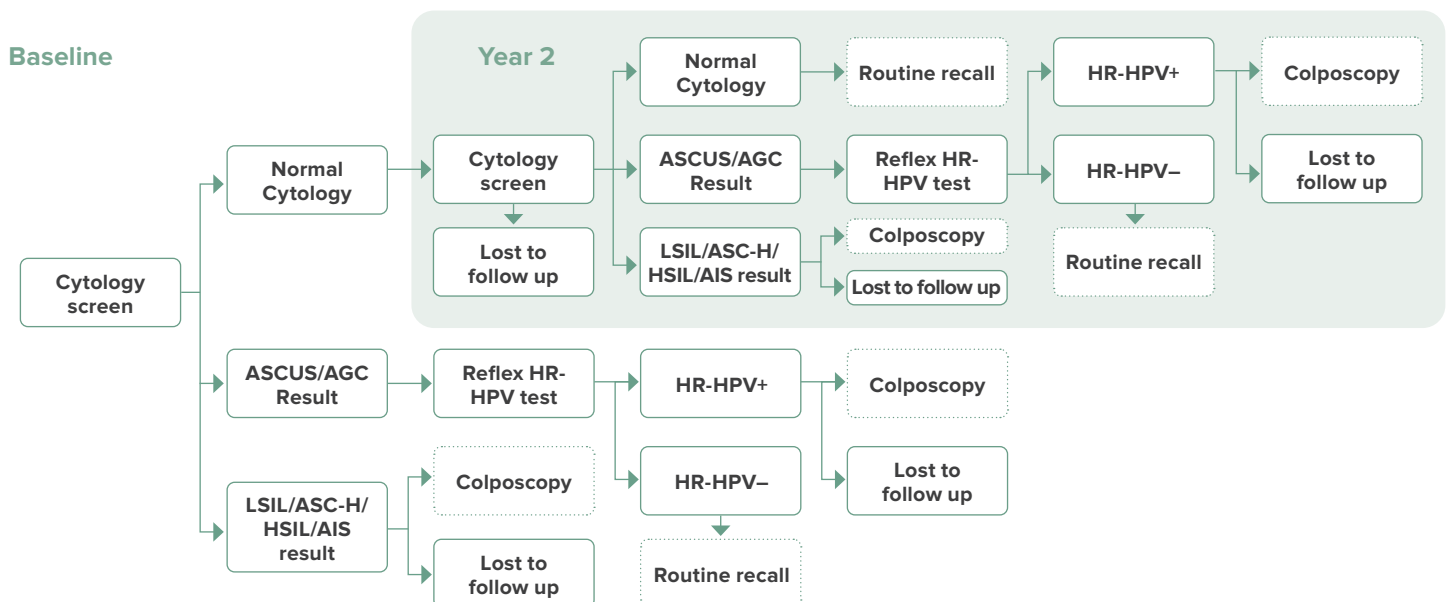 Baseline
Year 2
Normal
Cytology
Routine recall
HR-HPV+
Colposcopy
Normal
Cytology
Cytology
screen
ASCUS/AGC
Result
Reflex HR-
HPV test
HR-HPV–
Lost to
follow up
Lost to
follow up
LSIL/ASC-H/
HSIL/AIS result
Colposcopy
Lost to follow up
Routine recall
Cytology
screen
ASCUS/AGC
Result
Reflex HR-
HPV test
HR-HPV+
Colposcopy
LSIL/ASC-H/
HSIL/AIS
result
Colposcopy
HR-HPV–
Lost to
follow up
Lost to
follow up
Routine recall